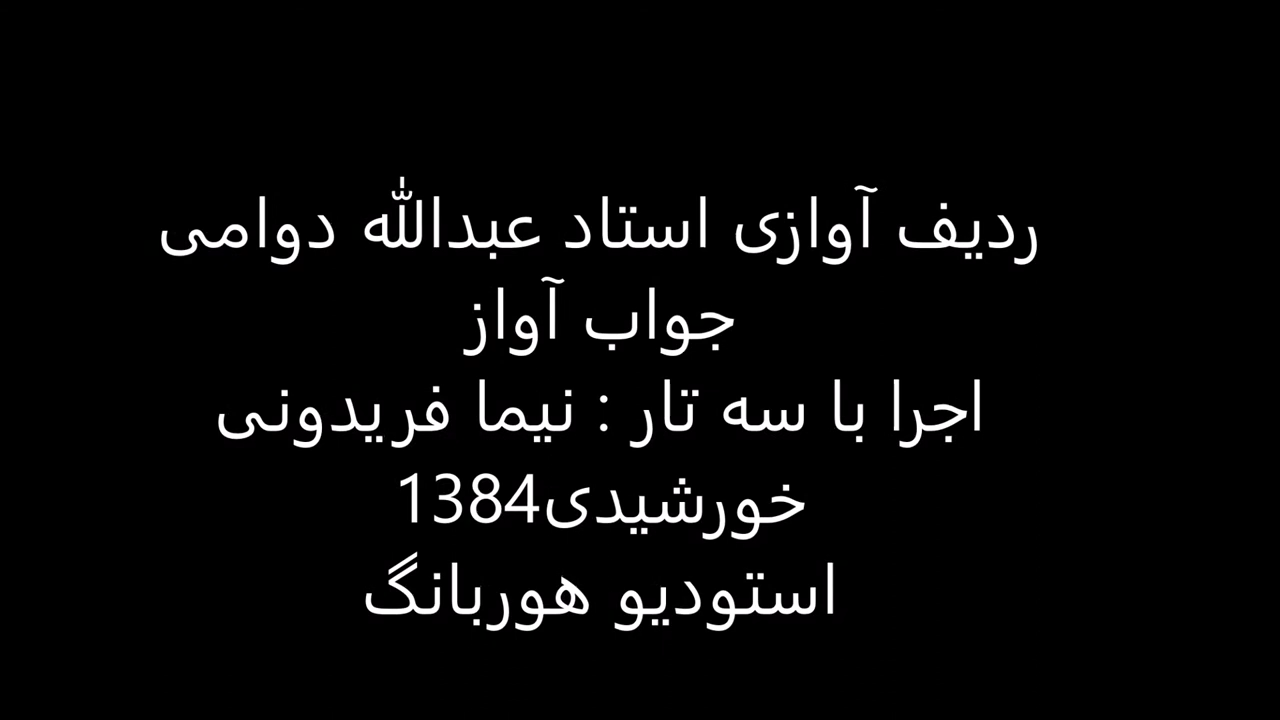 ردیف آوازی استاد عبدالله دوامی
جواب آواز
اجرا با سه تار : نیما فریدونی
خورشیدی1384
استودیو هوربانگ